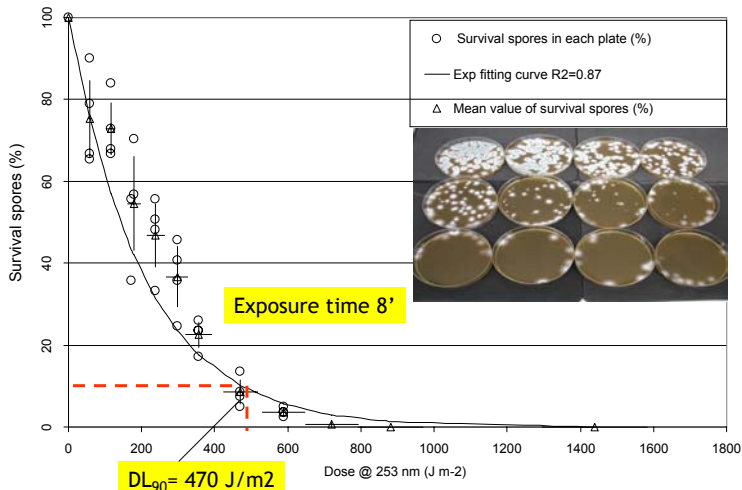 100
80
60
40
20
0
Survival spores (%)
Survival spores in each plate (%)
Exp fitting curve R2=0.87
Mean value of survival spores (%)
Exposure time 8’
0 200 400 600 800 1000 1200 1400 1600 1800
Dose @ 253 nm (J m-2)
DL90= 470 J/m2